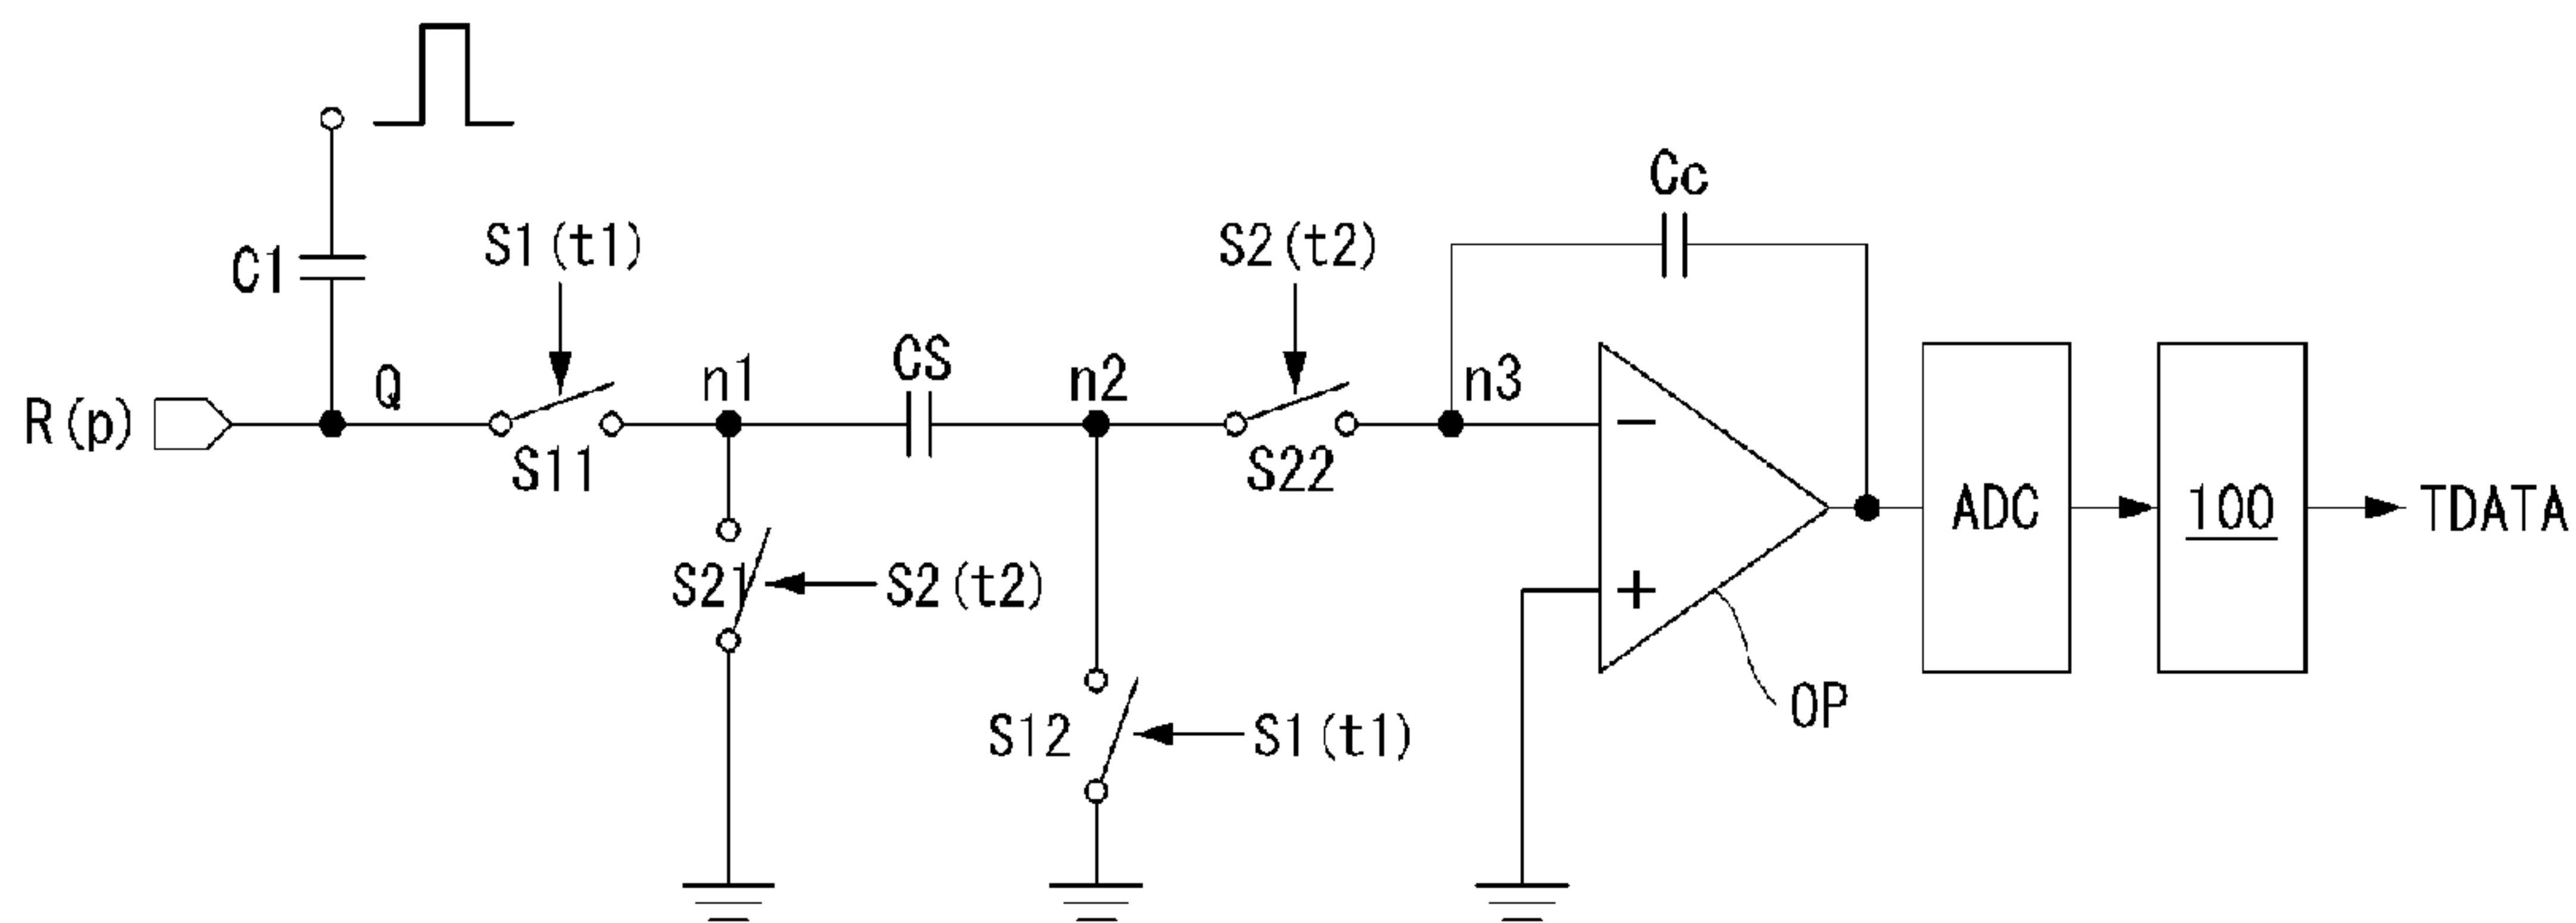 Cc
S1(t1)
S2(t2)
C1
CS
R(p)
Q
n1
n2
n3
S11
S22
−
ADC
100
TDATA
S21
S2(t2)
+
OP
S12
S1(t1)